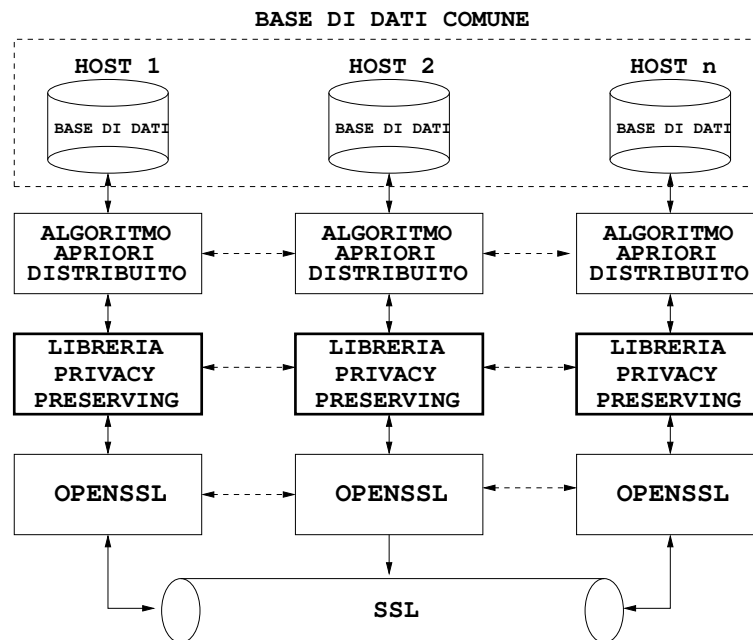 BASE DI DATI COMUNE
HOST 1
HOST 2
HOST n
BASE DI DATI
BASE DI DATI
BASE DI DATI
ALGORITMO
APRIORI
DISTRIBUITO
ALGORITMO
APRIORI
DISTRIBUITO
ALGORITMO
APRIORI
DISTRIBUITO
LIBRERIA
PRIVACY
PRESERVING
LIBRERIA
PRIVACY
PRESERVING
LIBRERIA
PRIVACY
PRESERVING
OPENSSL
OPENSSL
OPENSSL
SSL